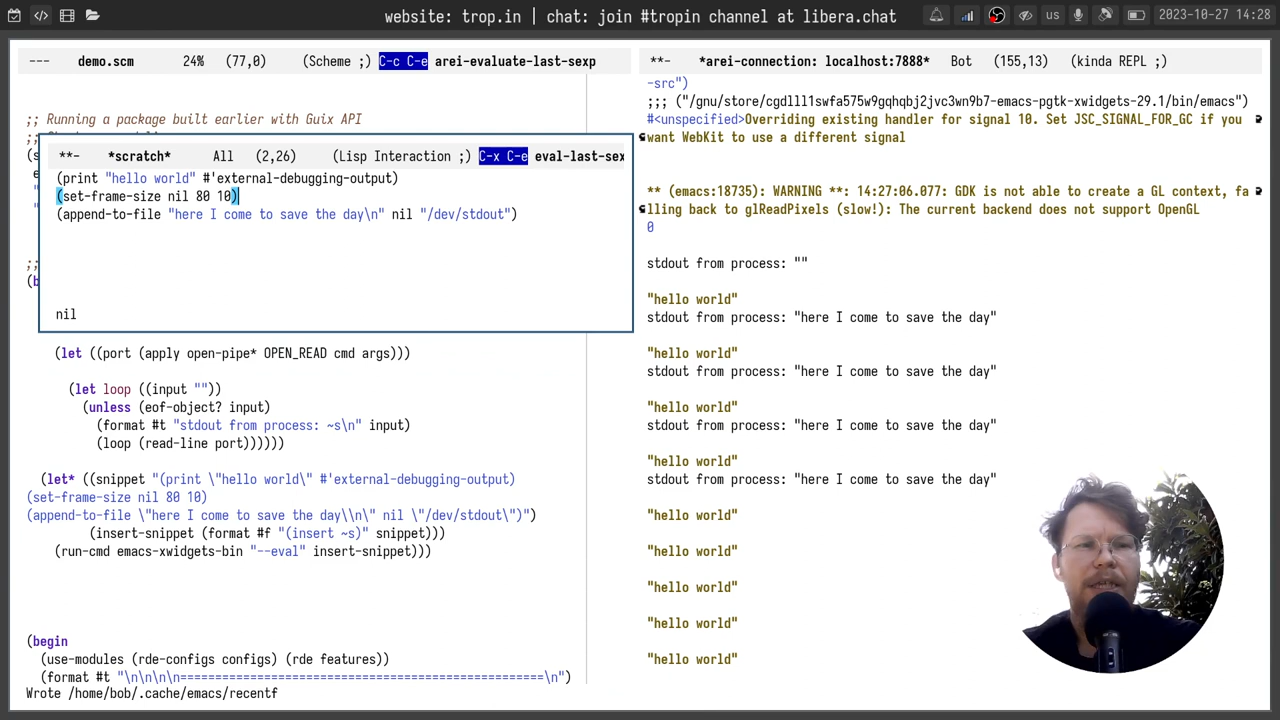 website: trop.in | chat: join #tropin channel at libera.chat
us
2023-10-27 14:28
--- demo.scm 24% (77,0) (Scheme ;) C-c C-e arei-evaluate-last-sexp
;; Running a package built earlier with Guix API
**- *scratch* All (2,26) (Lisp Interaction ;) C-x C-e eval-last-sex
(print "hello world" #'external-debugging-output)
(set-frame-size nil 80 10)
(append-to-file "here I come to save the day\n" nil "/dev/stdout")
nil
(let ((port (apply open-pipe* OPEN_READ cmd args)))
(let loop ((input ""))
(unless (eof-object? input)
(format #t "stdout from process: ~s\n" input)
(loop (read-line port))))))
(let* ((snippet "(print \"hello world\" #'external-debugging-output)
(set-frame-size nil 80 10)
(append-to-file \"here I come to save the day\\n\" nil \"/dev/stdout\")")
(insert-snippet (format #f "(insert ~s)" snippet)))
(run-cmd emacs-xwidgets-bin "--eval" insert-snippet)))
(begin
(use-modules (rde-configs configs) (rde features))
(format #t "\n\n\n\n====================================================\n")
Wrote /home/bob/.cache/emacs/recentf
**- *arei-connection: localhost:7888* Bot (155,13) (kinda REPL ;)
-src")
;;; ("/gnu/store/cgdlll1swfa575w9gqhqbj2jvc3wn9b7-emacs-pgtk-xwidgets-29.1/bin/emacs")
#<unspecified>Overriding existing handler for signal 10. Set JSC_SIGNAL_FOR_GC if you
want WebKit to use a different signal
** (emacs:18735): WARNING **: 14:27:06.077: GDK is not able to create a GL context, fa
lling back to glReadPixels (slow!): The current backend does not support OpenGL
0
stdout from process: ""
"hello world"
stdout from process: "here I come to save the day"
"hello world"
stdout from process: "here I come to save the day"
"hello world"
stdout from process: "here I come to save the day"
"hello world"
stdout from process: "here I come to save the day"
"hello world"
"hello world"
"hello world"
"hello world"
"hello world"